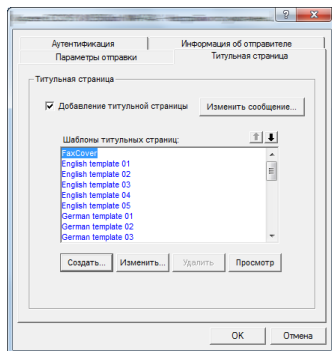 Аутентификация
Информация об отправителе
Параметры отправки
Титульная страница
Титульная страница
Добавление титульной страницы
Изменить сообщение...
Шаблоны титульных страниц:
FaxCover
English template 01
English template 02
English template 03
English template 04
English template 05
German template 01
German template 02
German template 03
Создать...
Изменить...
Удалить
Просмотр
OK
Отмена